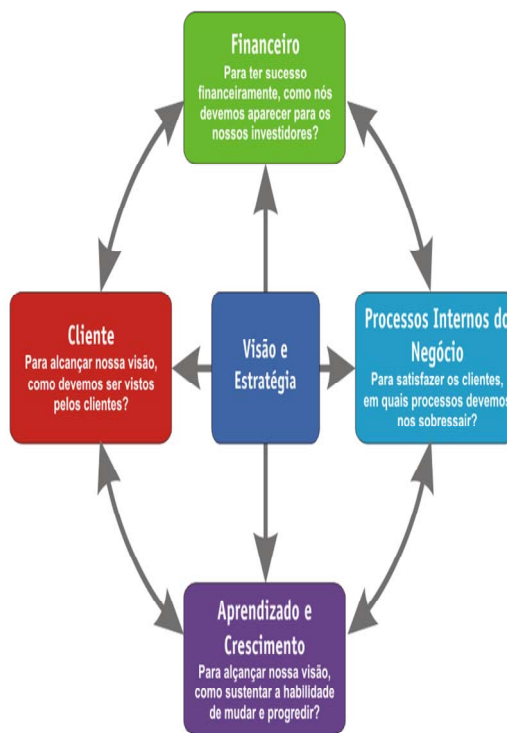 Financeiro
Para ter sucesso
financeiramente, como nós
devemos aparecer para os
nossos investidores?
Cliente
Para alcançar nossa visão,
como devemos ser vistos
pelos clientes?
Visão e
Estratégia
Processos Internos do
Negócio
Para satisfazer os clientes,
em quais processos devemos
nos sobressair?
Aprendizado e
Crescimento
Para alçançar nossa visão,
como sustentar a habilidade
de mudar e progredir?